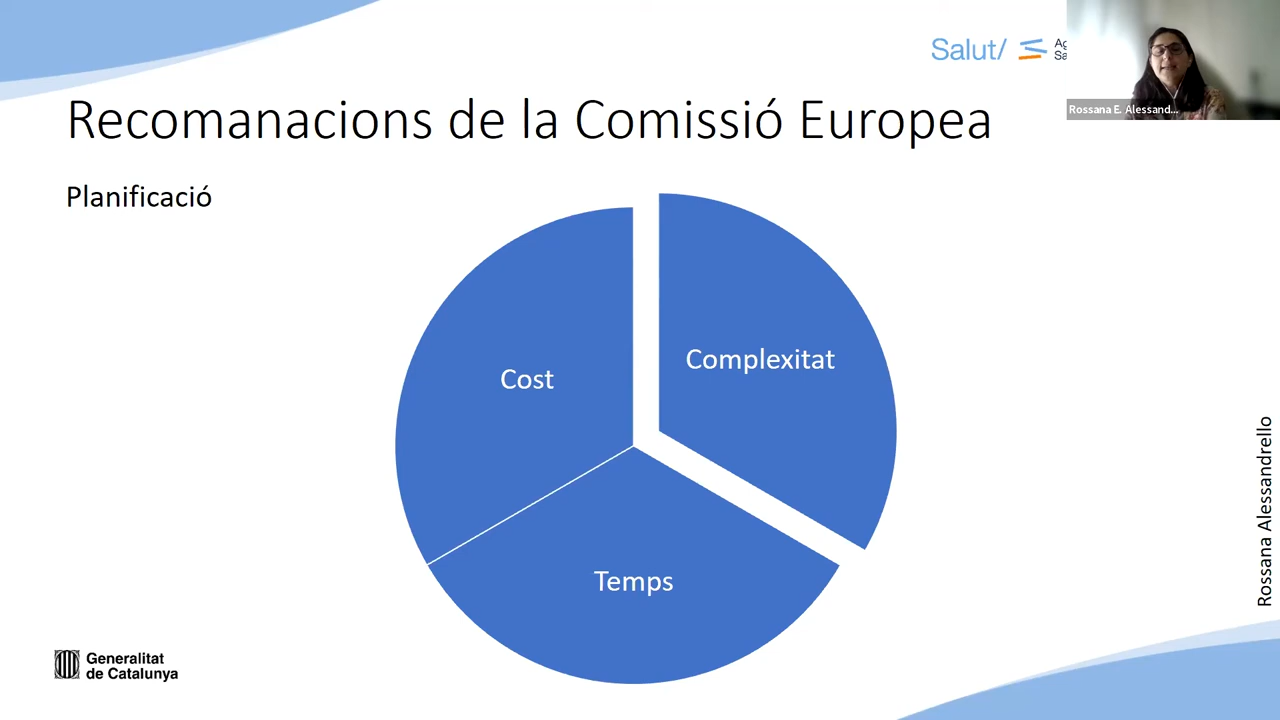 Salut/
Rossana E. Alessand...
Recomanacions de la Comissió Europea
Planificació
Cost
Complexitat
Temps
Rossana Alessandrello
Generalitat
de Catalunya